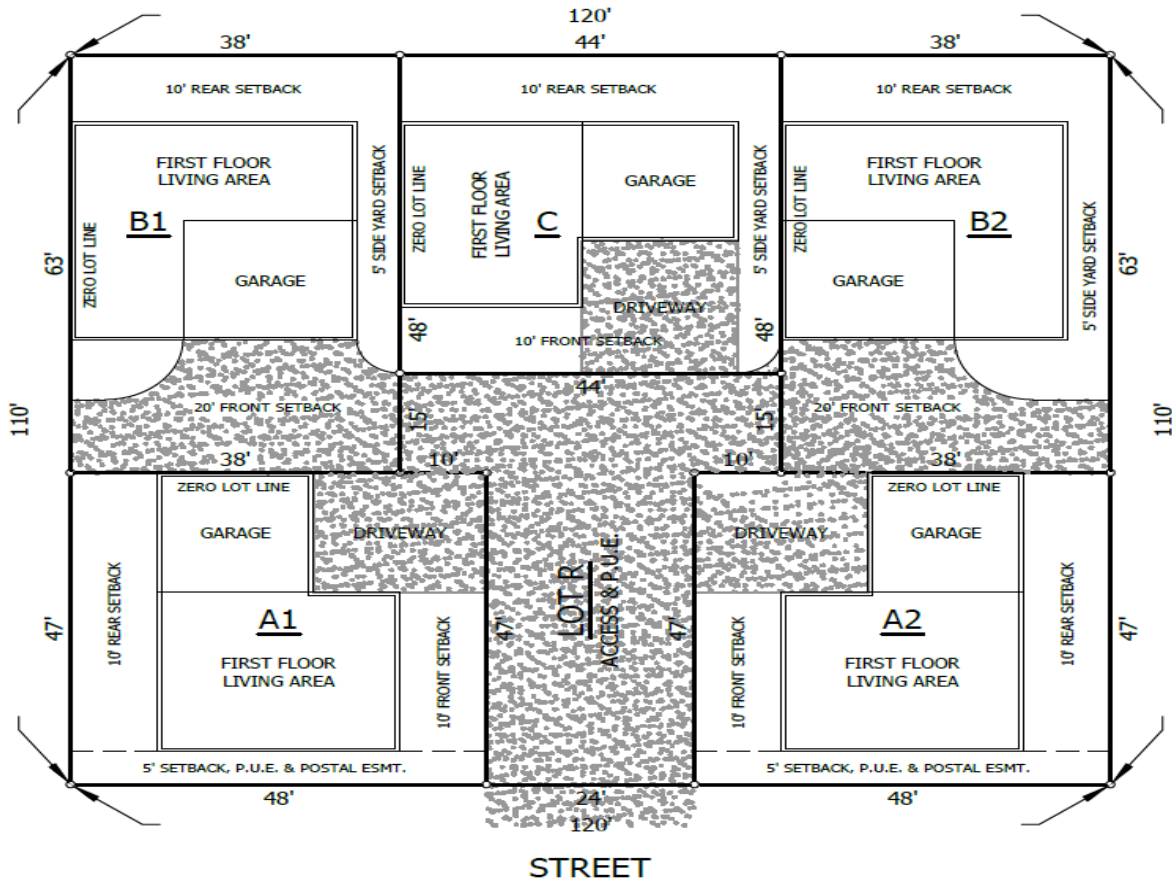 120'
38'
44'
38'
10' REAR SETBACK
10' REAR SETBACK
10' REAR SETBACK
FIRST FLOOR
LIVING AREA
B1
GARAGE
ZERO LOT LINE
5' SIDE YARD SETBACK
63'
ZERO LOT LINE
FIRST FLOOR
LIVING AREA
C
GARAGE
DRIVEWAY
5' SIDE YARD SETBACK
48'
10' FRONT SETBACK
48'
44'
ZERO LOT LINE
FIRST FLOOR
LIVING AREA
B2
GARAGE
5' SIDE YARD SETBACK
63'
110'
20' FRONT SETBACK
15'
15'
20' FRONT SETBACK
110'
38'
10'
10'
38'
ZERO LOT LINE
GARAGE
DRIVEWAY
A1
10' REAR SETBACK
47'
FIRST FLOOR
LIVING AREA
10' FRONT SETBACK
47'
LOT R
ACCESS & P.U.E.
47'
ZERO LOT LINE
DRIVEWAY
GARAGE
A2
10' FRONT SETBACK
FIRST FLOOR
LIVING AREA
10' REAR SETBACK
47'
5' SETBACK, P.U.E. & POSTAL ESMT.
5' SETBACK, P.U.E. & POSTAL ESMT.
48'
24'
48'
120'
STREET